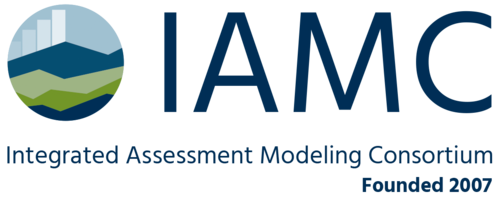 IAMC
Integrated Assessment Modeling Consortium
Founded 2007